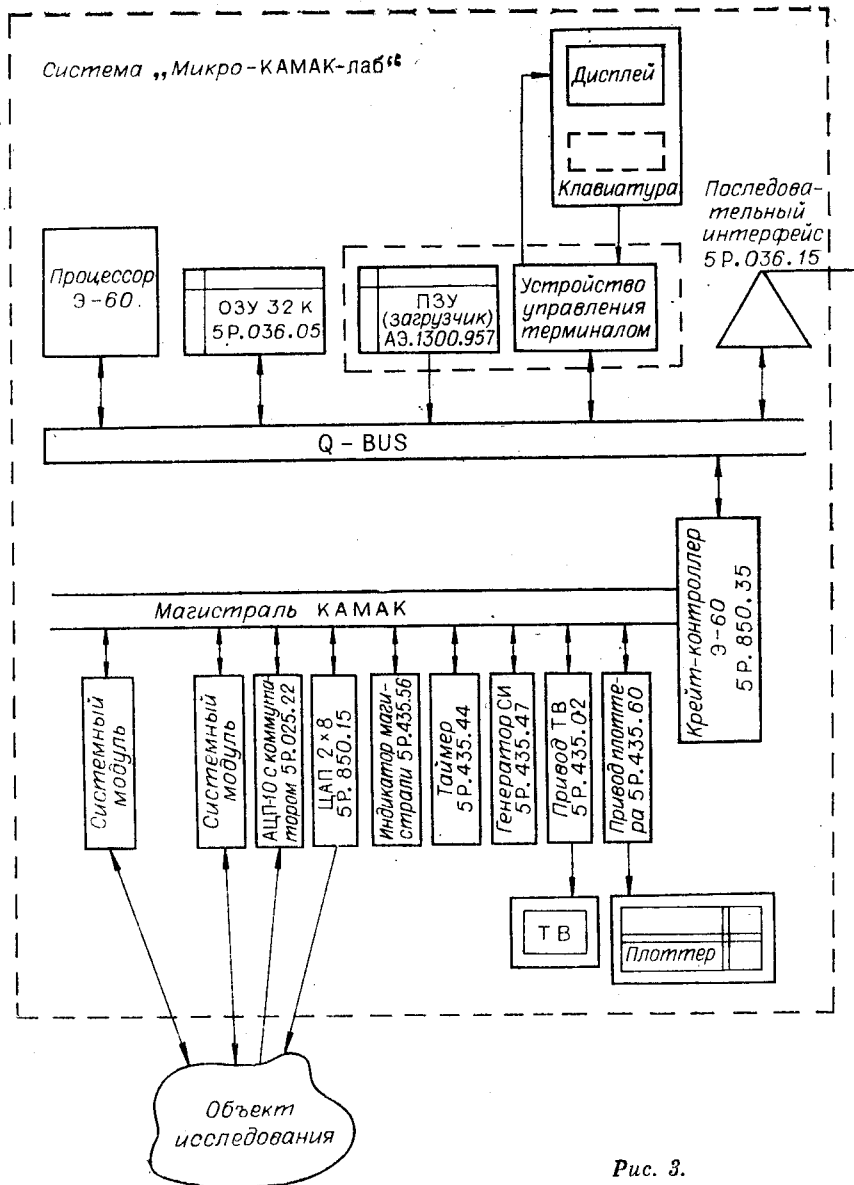 Система „Микро-КАМАК-лаб“
Дисплей
Клавиатура
Последова-
тельный
интерфейс
5Р.036.15
Процессор
Э-60
ОЗУ 32 К
5Р.036.05
ПЗУ
(загрузчик)
АЭ.1300.957
Устройство
управления
терминалом
Q-BUS
Крейт-контроллер
Э-60
5Р.850.35
Магистраль КАМАК
Системный
модуль
Системный
модуль
АЦП-10 с коммута-
тором 5Р.025.22
ЦАП 2×8
5Р.850.15
Индикатор маги-
страли 5Р.435.56
Таймер
5Р.435.44
Генератор СИ
5Р.435.47
Привод ТВ
5Р.435.02
Привод плотте-
ра 5Р.435.60
ТВ
Плоттер
Объект
исследования
Рис. 3.